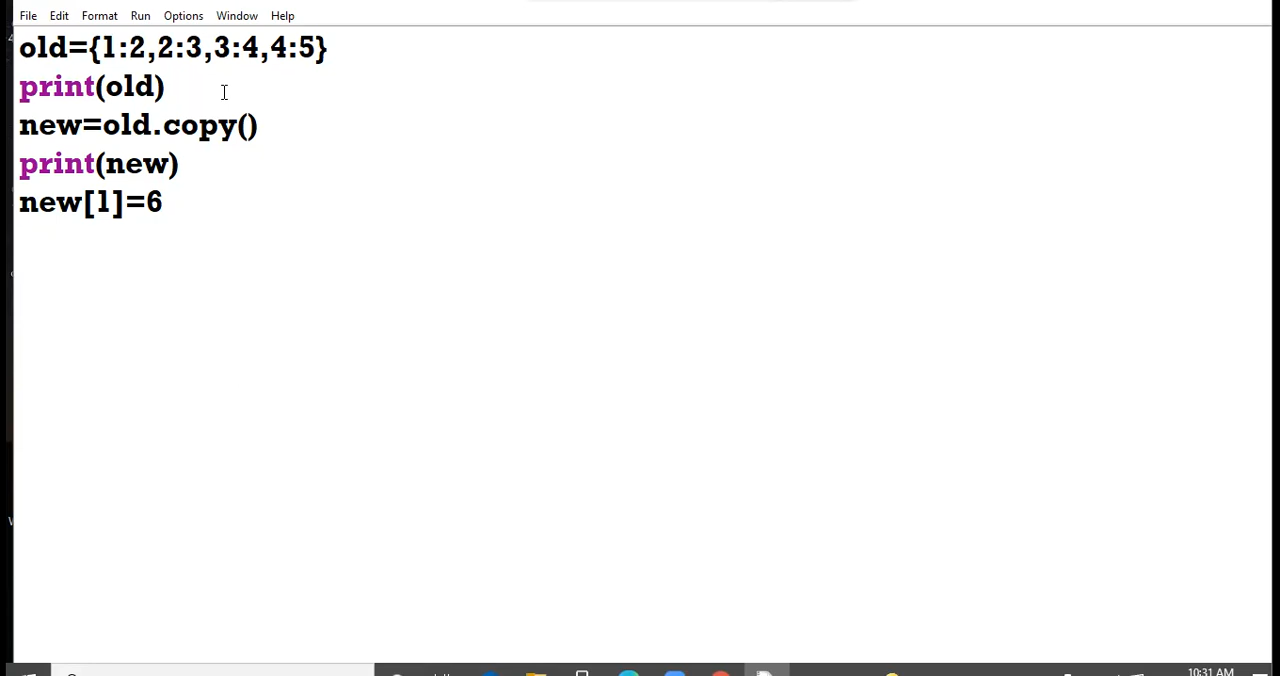 File Edit Format Run Options Window Help
old={1:2,2:3,3:4,4:5}
print(old)
new=old.copy()
print(new)
new[1]=6
10:31 AM